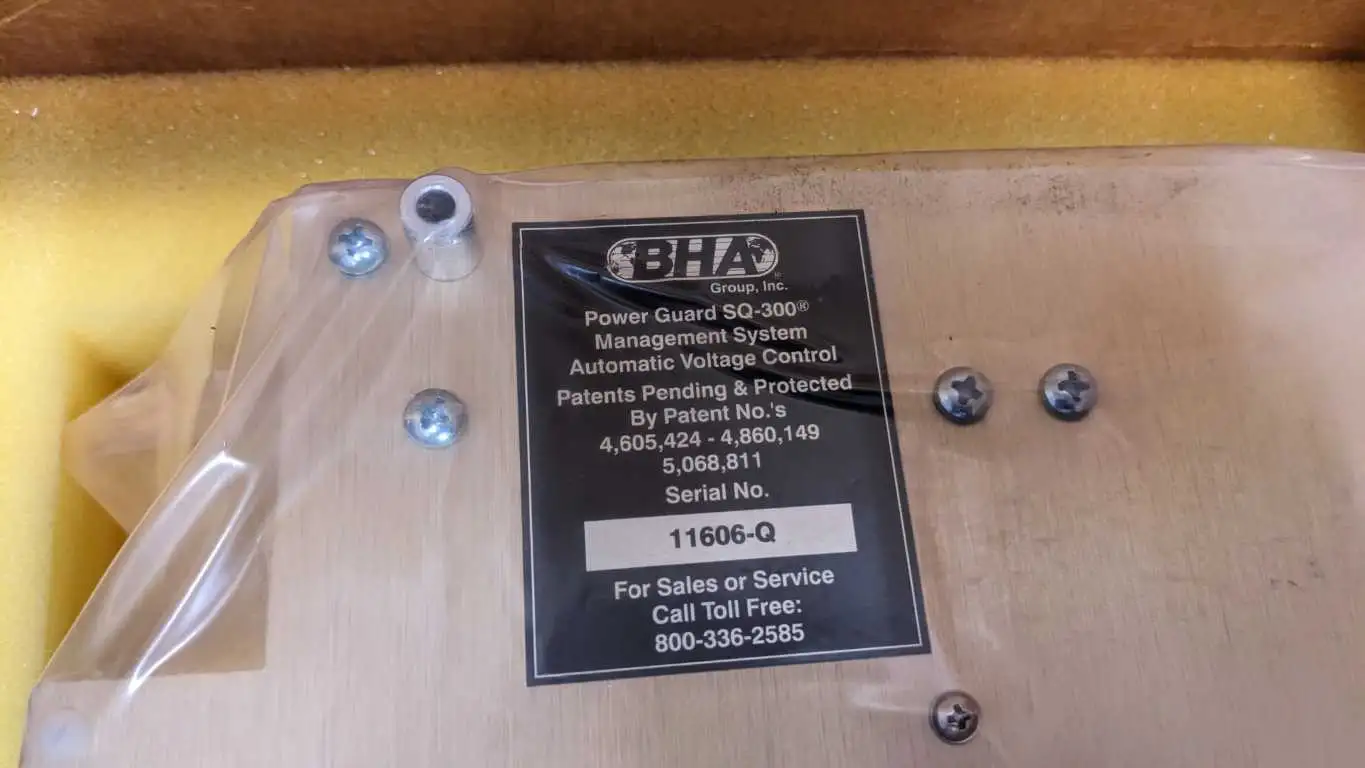 BHA
Group, Inc.
Power Guard SQ-300®
Management System
Automatic Voltage Control
Patents Pending & Protected
By Patent No.'s
4,605,424 - 4,860,149
5,068,811
Serial No.
11606-Q
For Sales or Service
Call Toll Free:
800-336-2585